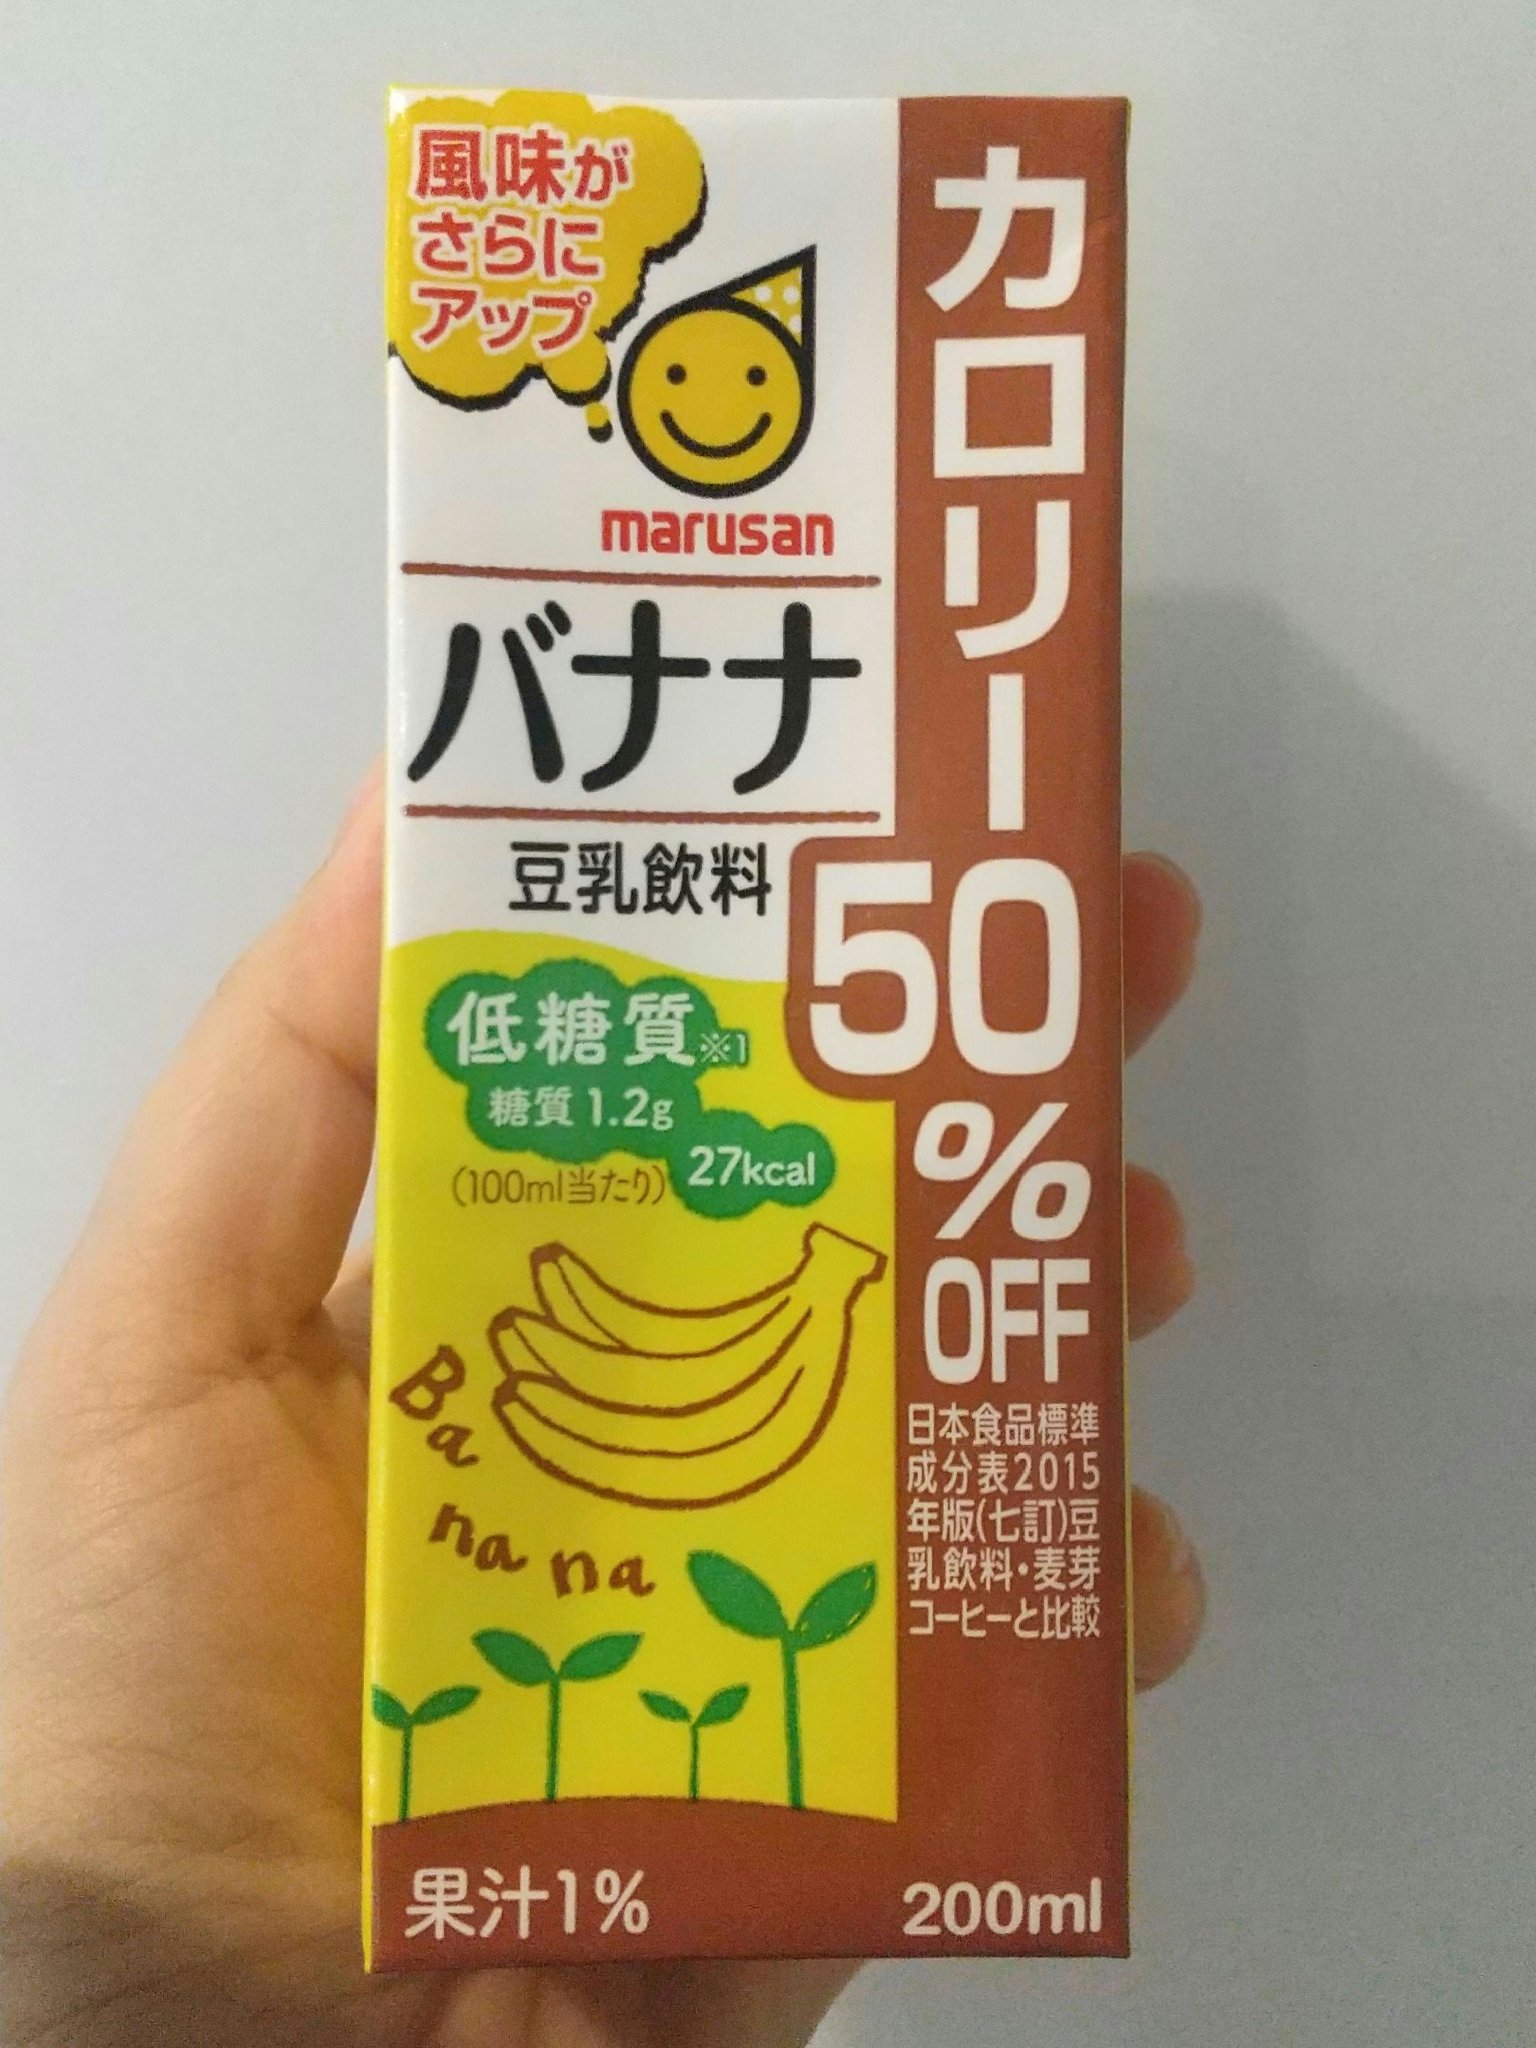 風味が
さらに
アップ
marusan
バナナ
豆乳飲料
カロリー
50
%
OFF
日本食品標準
成分表2015
年版(七訂)豆
乳飲料・麦芽
コーヒーと比較
低糖質※1
糖質1.2g
27kcal
(100ml当たり)
Ba
na na
果汁1%
200ml